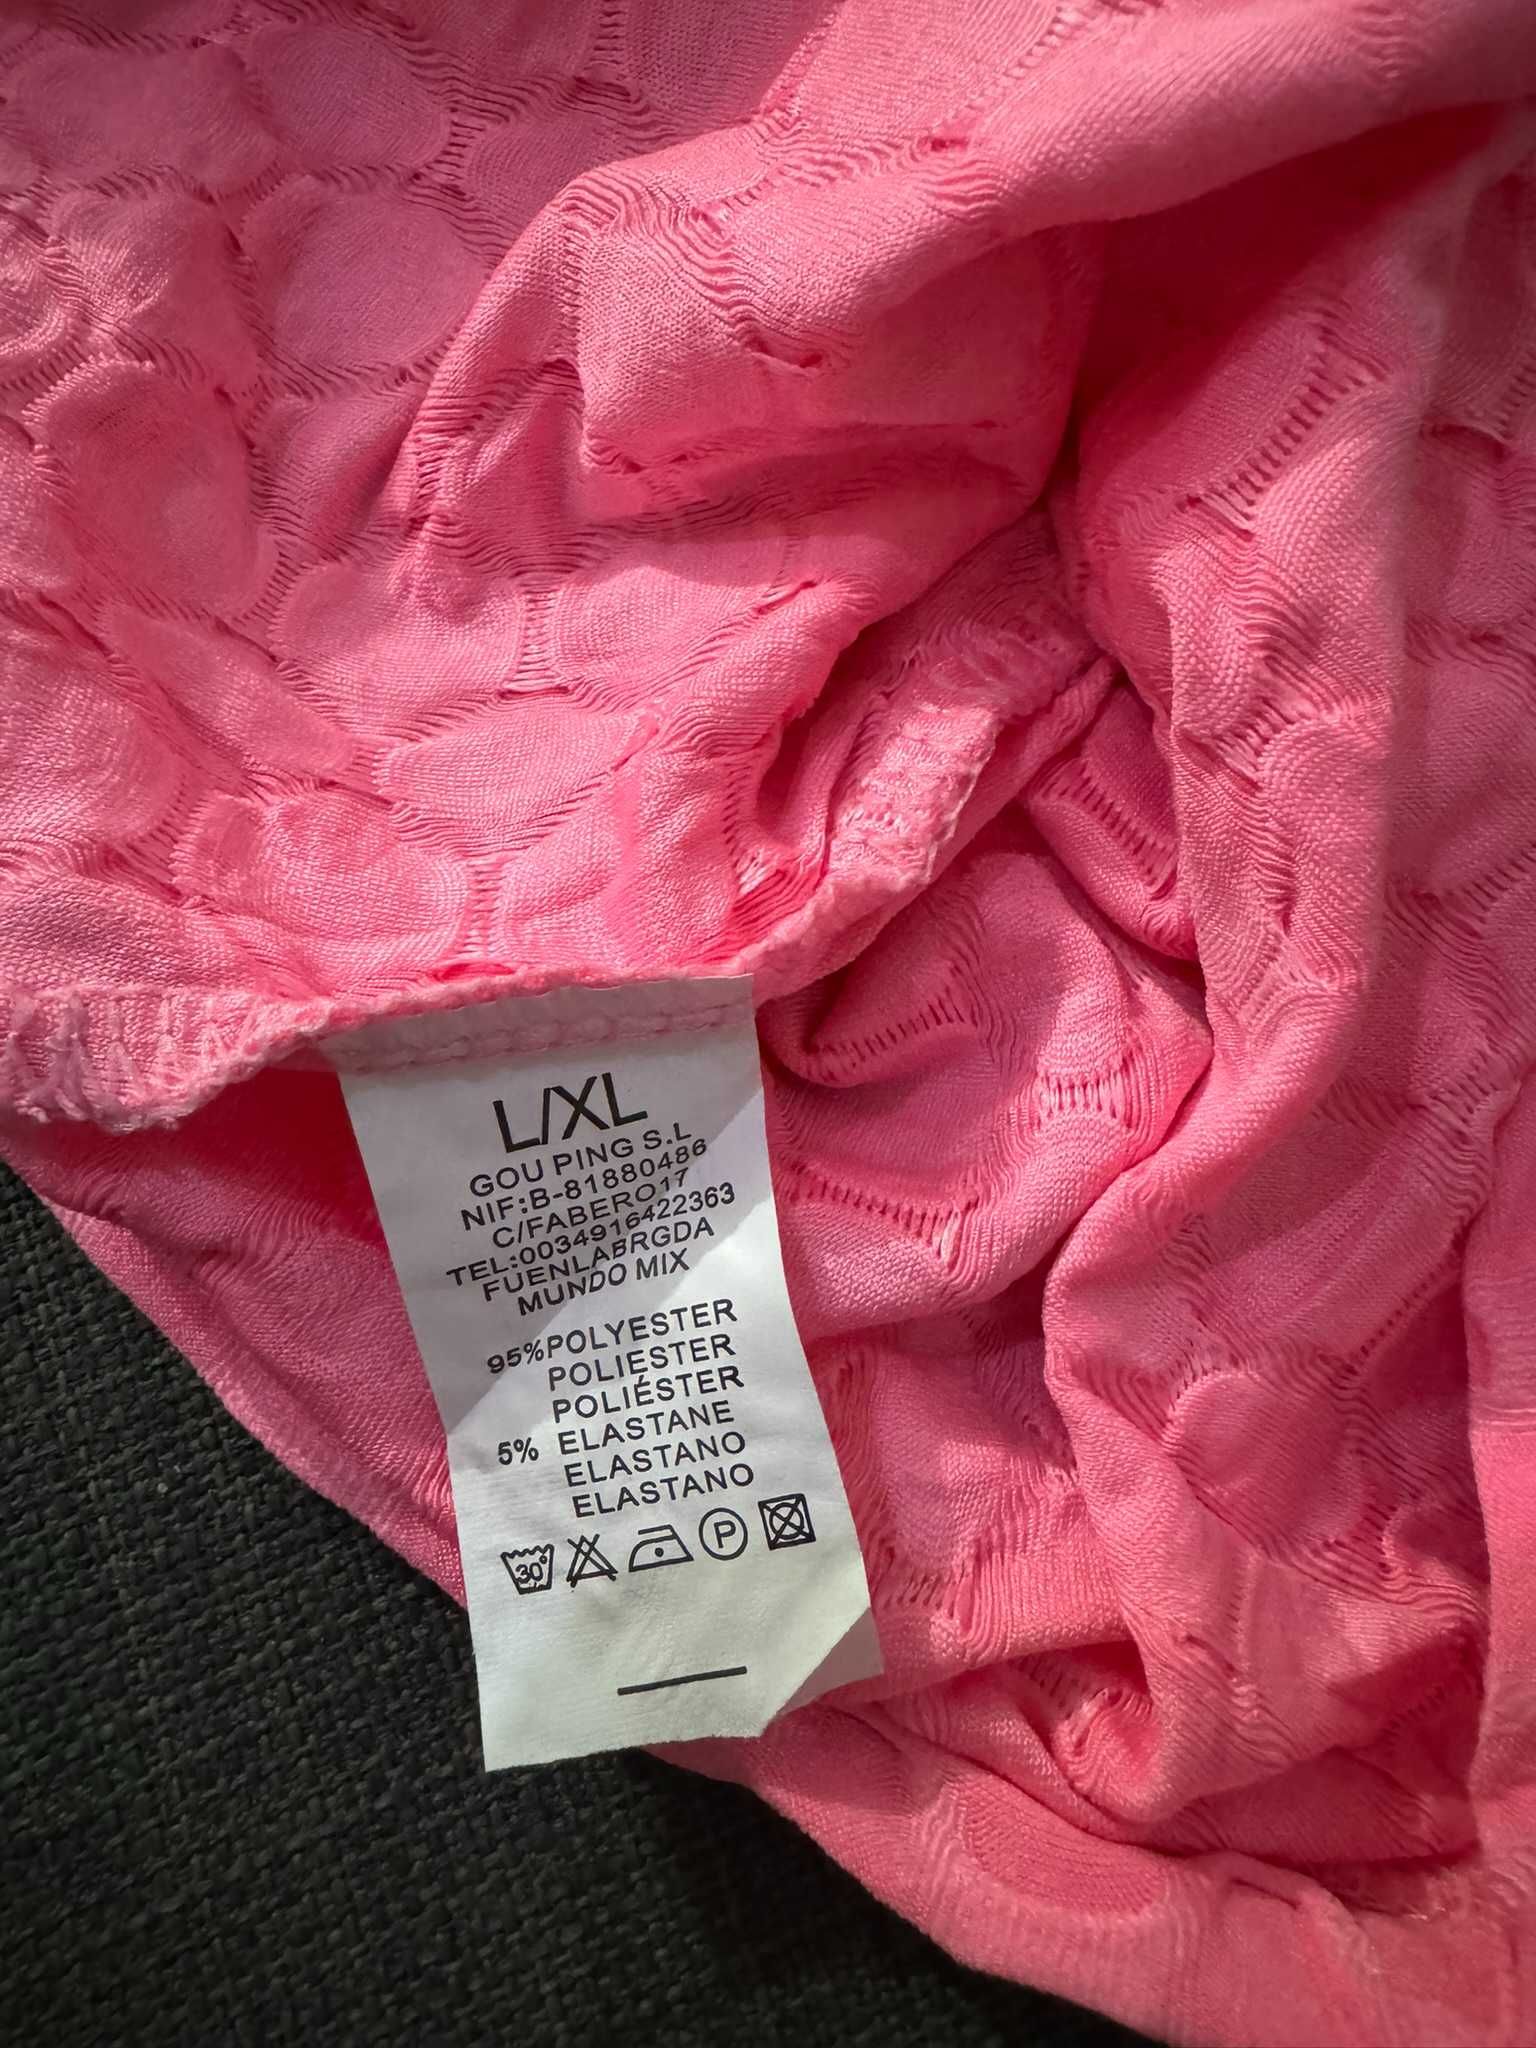 L/XL
GOU PING S.L
NIF:B-81880486
C/FABERO17
TEL:0034916422363
FUENLABRGDA
MUNDO MIX
95%POLYESTER
POLIESTER
POLIÉSTER
5% ELASTANE
ELASTANO
ELASTANO
30° P